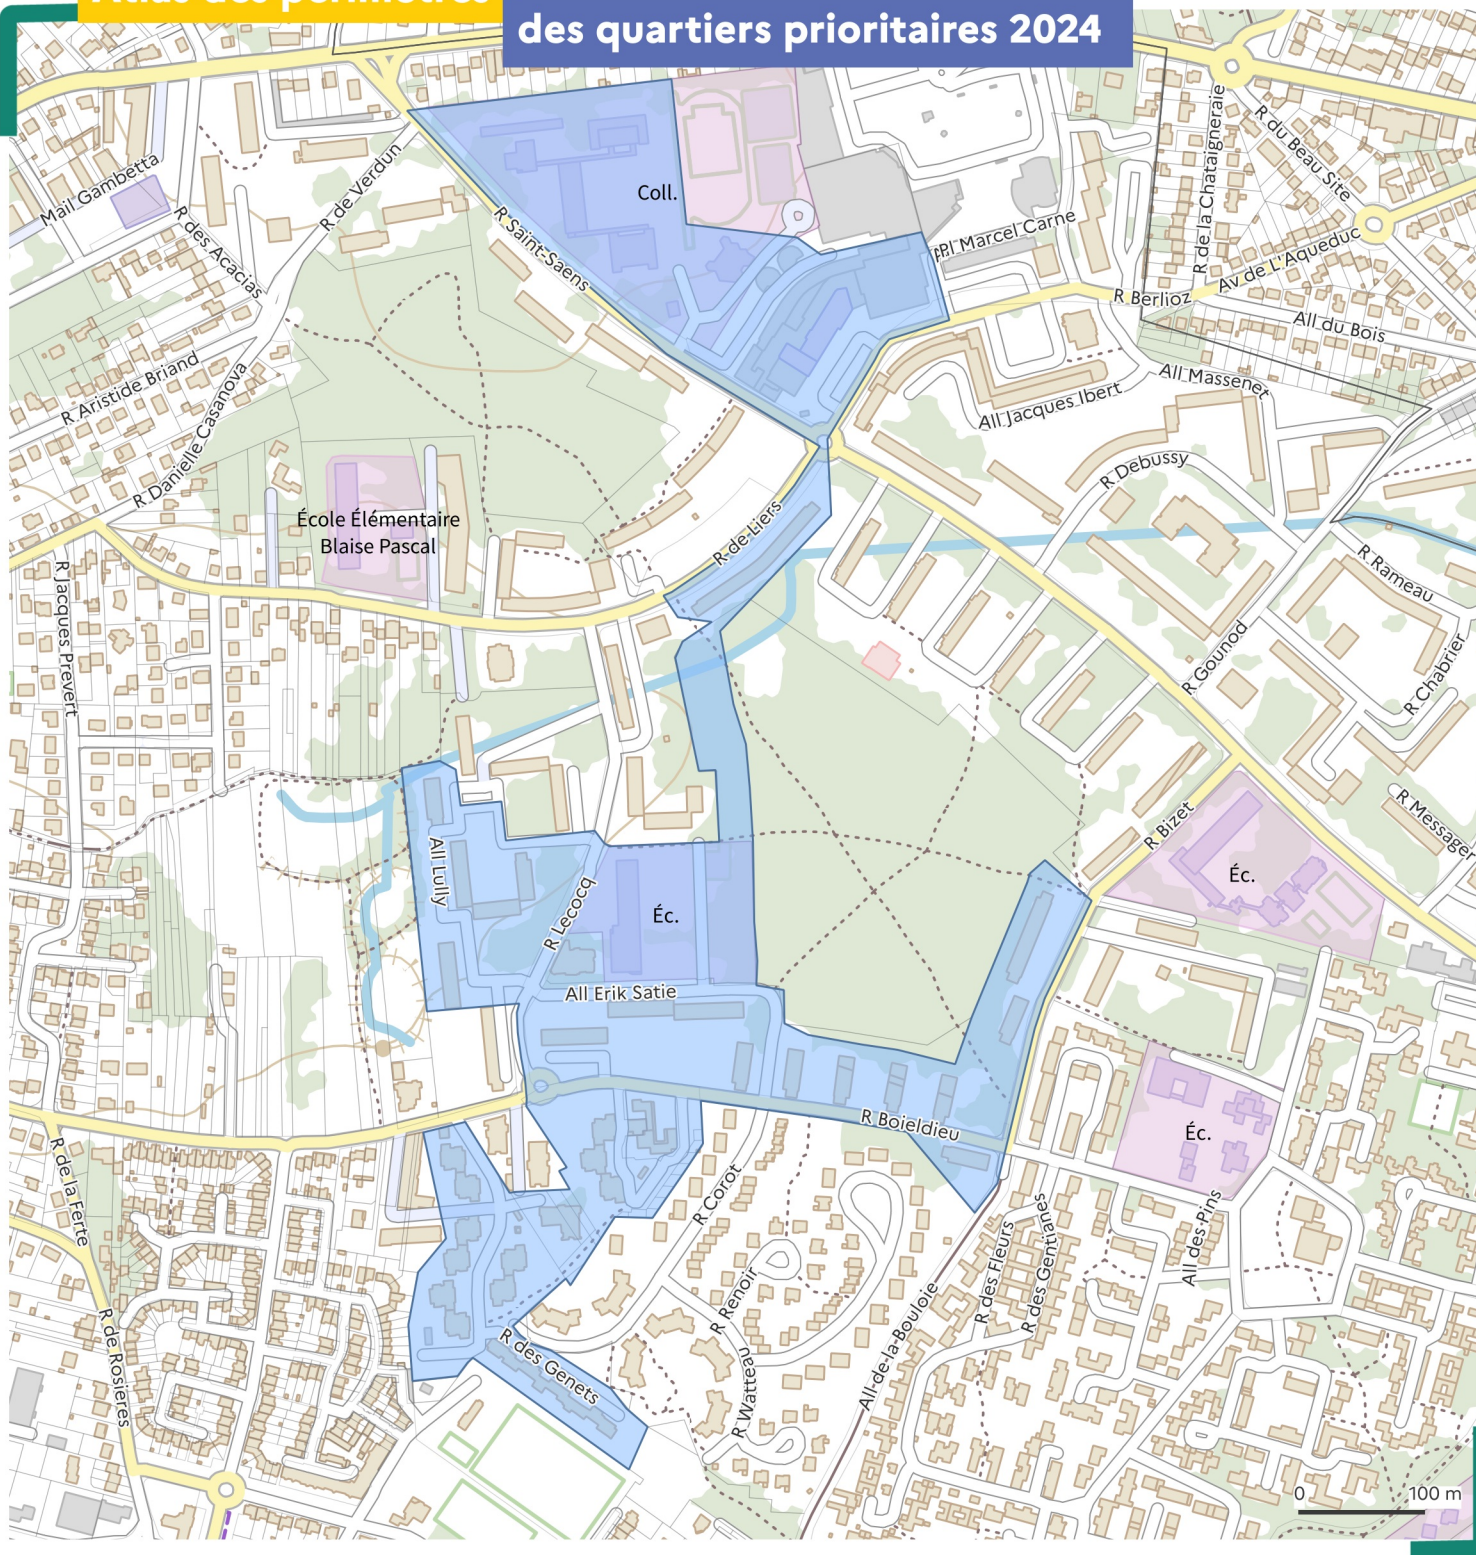 Atlas des périmètres
des quartiers prioritaires 2024
R de la Chataigneraie
R du Beau Site
Mail Gambetta
R de Verdun
Coll.
R des Acacias
R Saint-Saens
Pl Marcel Carne
Av de L'Aqueduc
R Berlioz
All du Bois
R Aristide Briand
R Danielle Casanova
All Massenet
All Jacques Ibert
R Debussy
École Élémentaire
Blaise Pascal
R de Liers
R Jacques Prevert
R Rameau
R Gounod
R Chabrier
R Bizet
R Messager
All Lully
R Lecocq
Éc.
Éc.
All Erik Satie
R Boieldieu
Éc.
R de la Ferte
R Corot
R des Fleurs
R des Gentianes
All des Pins
R Renoir
All-de-la-Bouloie
R de Rosieres
R des Genets
R Watteau
0 100 m